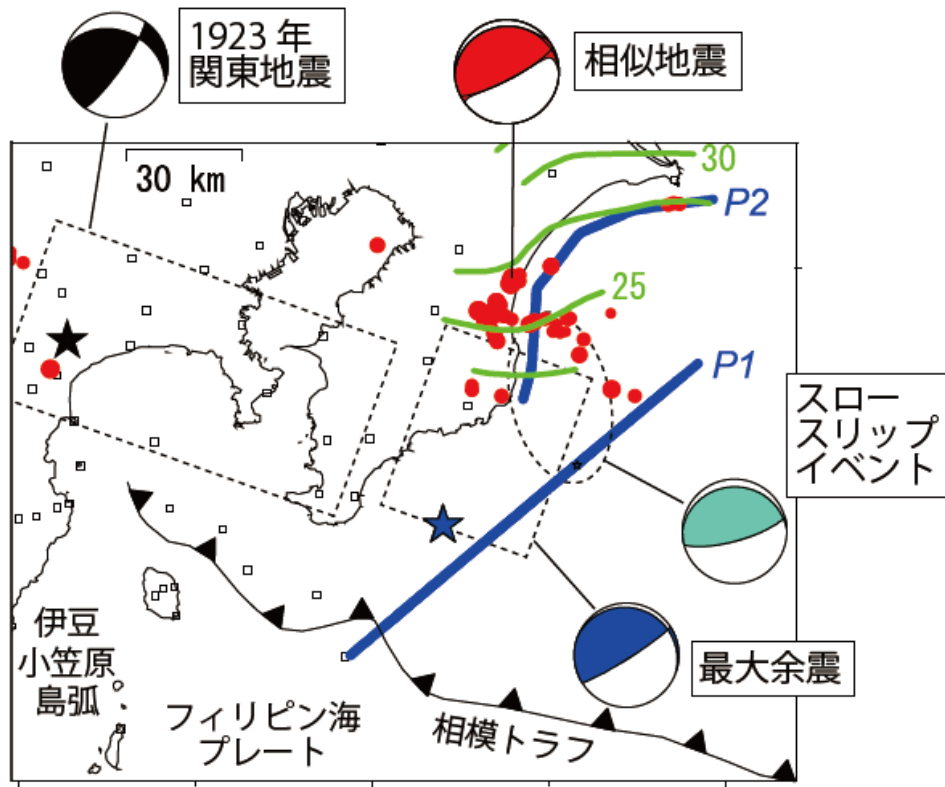 1923 年
関東地震
相似地震
30 km
30
P2
25
P1
スロー
スリップ
イベント
伊豆
小笠原
島弧
フィリピン海
プレート
相模トラフ
最大余震